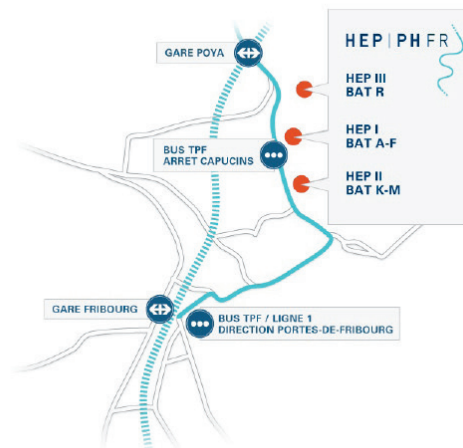 GARE POYA
HEP|PH FR
HEP III
BAT R
HEP I
BAT A-F
BUS TPF
ARRET CAPUCINS
HEP II
BAT K-M
GARE FRIBOURG
BUS TPF / LIGNE 1
DIRECTION PORTES-DE-FRIBOURG